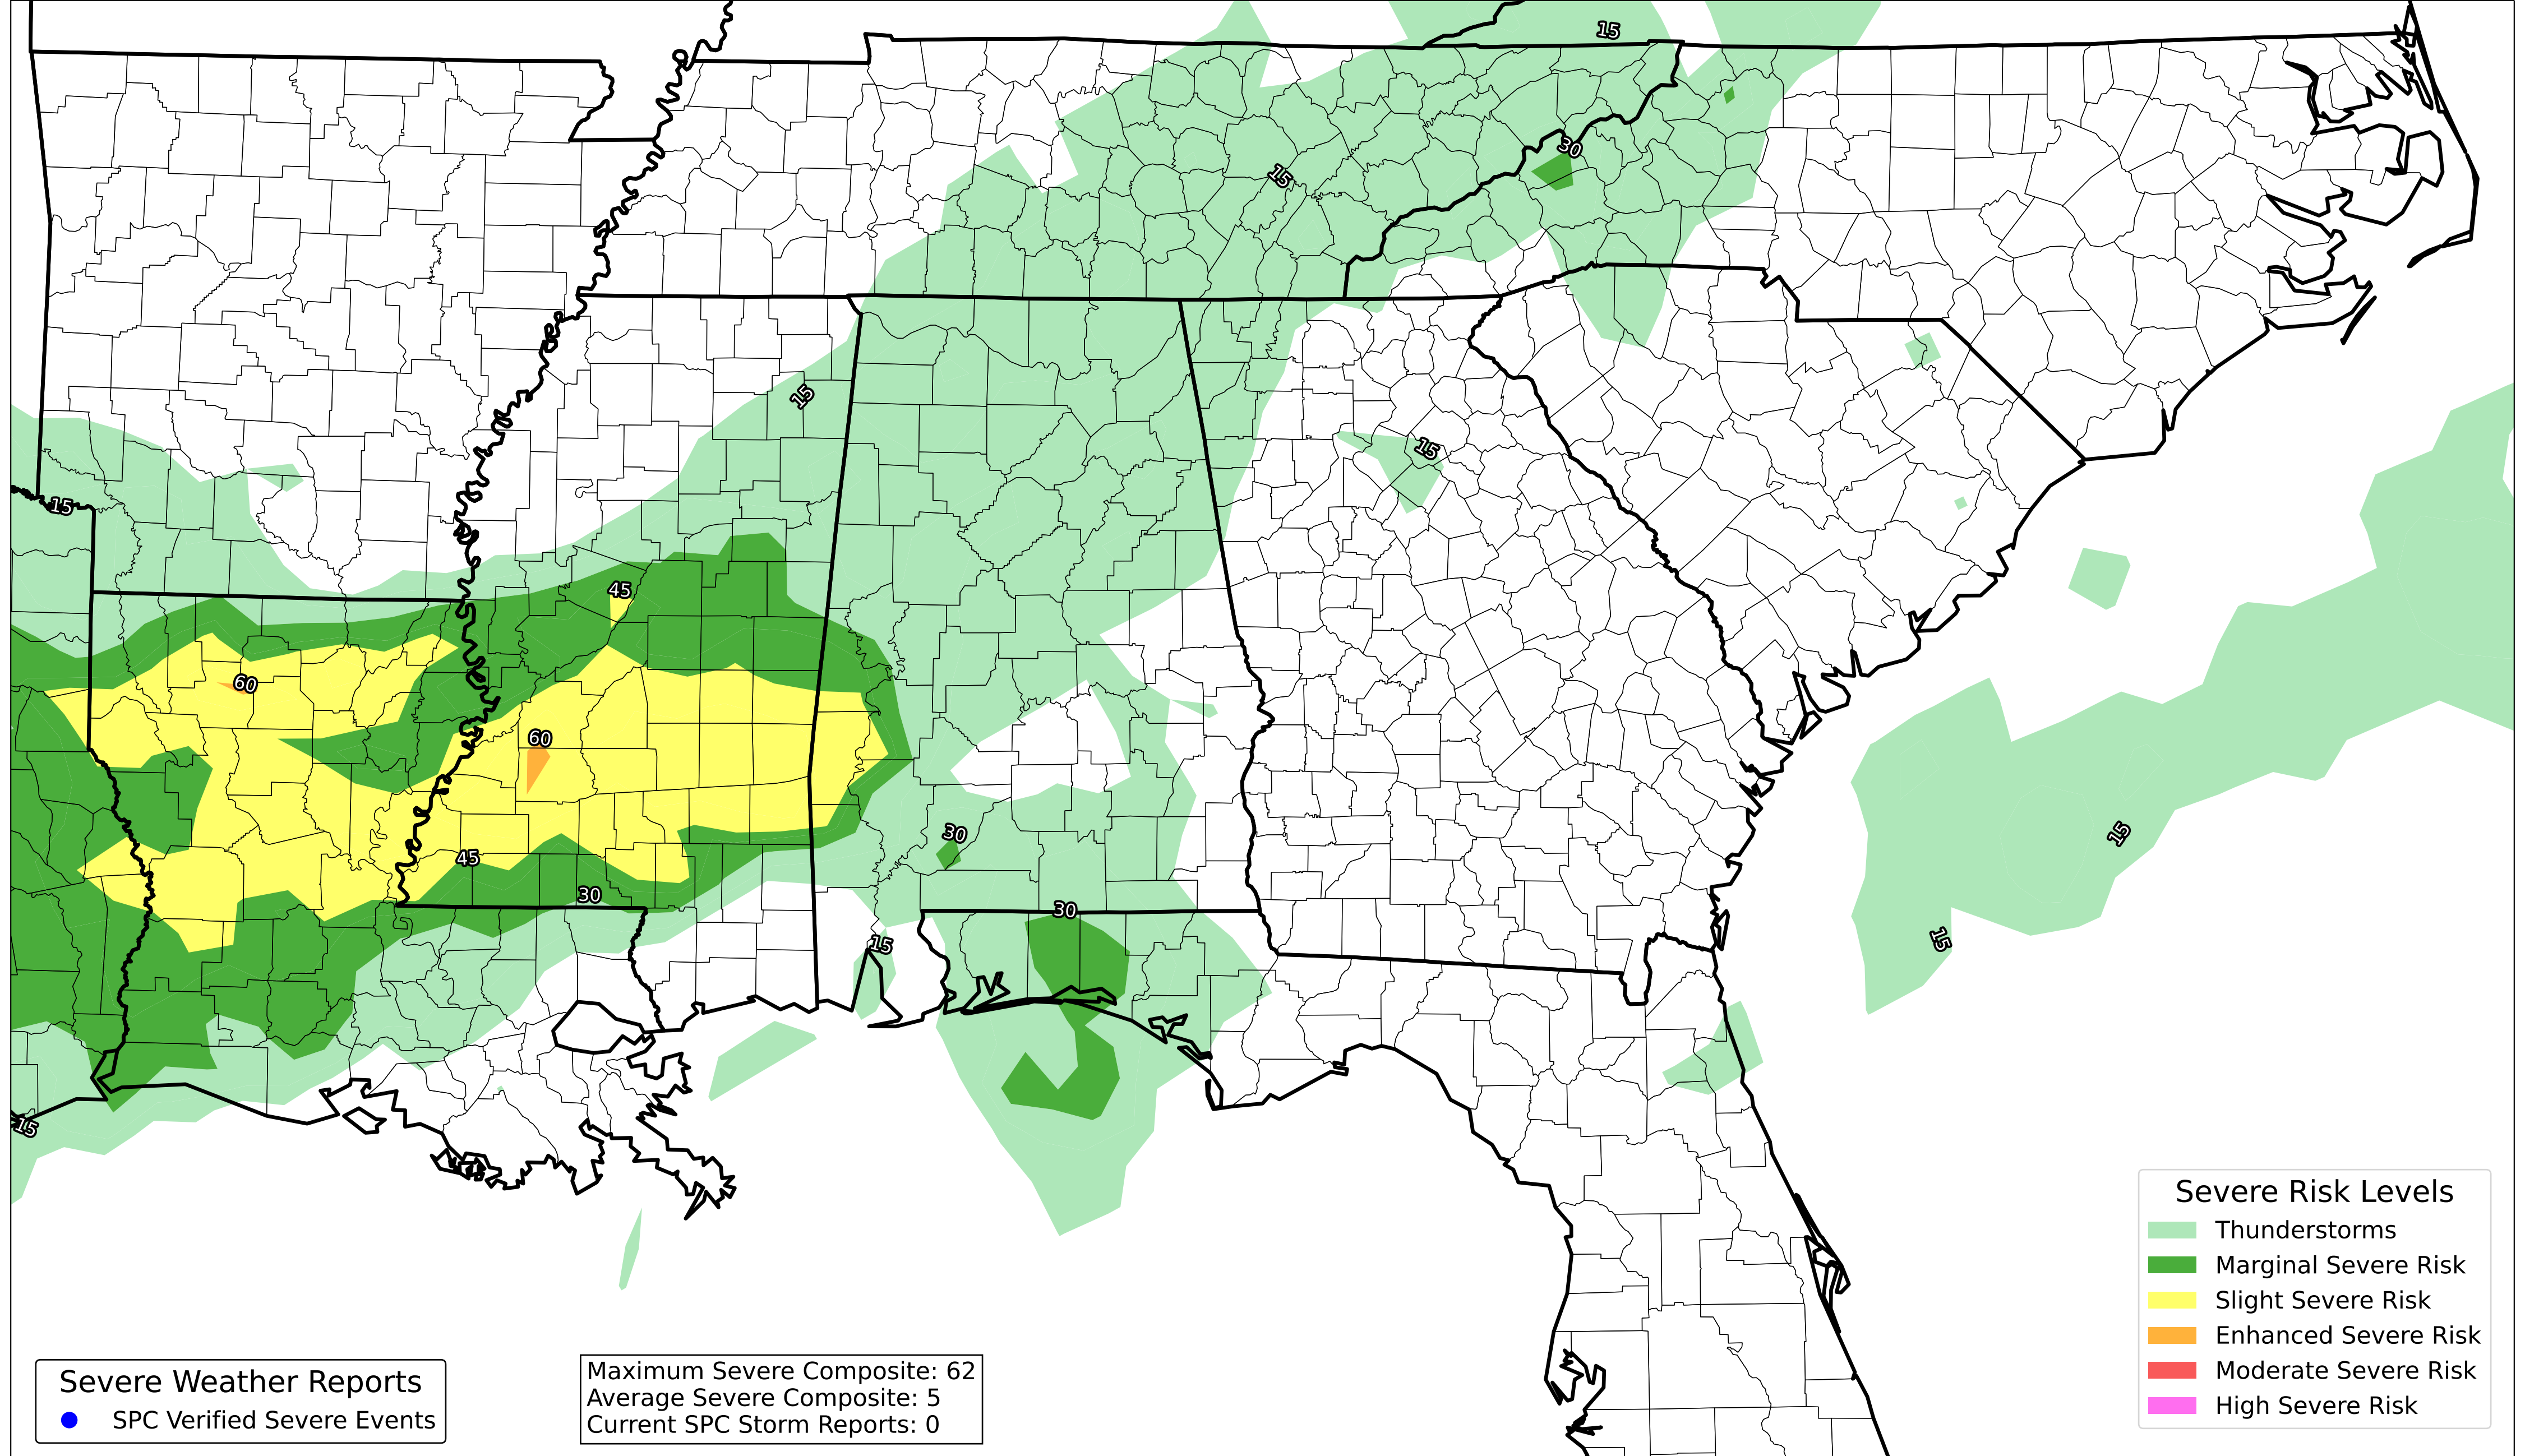 15
30
15
15
15
15
45
60
60
15
30
45
30
30
15
15
15
Severe Risk Levels
Thunderstorms
Marginal Severe Risk
Slight Severe Risk
Enhanced Severe Risk
Moderate Severe Risk
High Severe Risk
Severe Weather Reports
SPC Verified Severe Events
Maximum Severe Composite: 62
Average Severe Composite: 5
Current SPC Storm Reports: 0